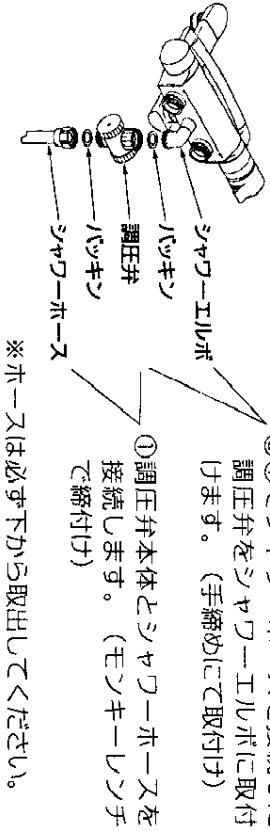 シャワーエルボ
パッキン
調圧弁
パッキン
シャワーホース
調圧弁をシャワーエルボに取付
けます。（手締めにて取付け）
①調圧弁本体とシャワーホースを
接続します。（モンキーレンチ
で締付け）
※ホースは必ず下から取出してください。